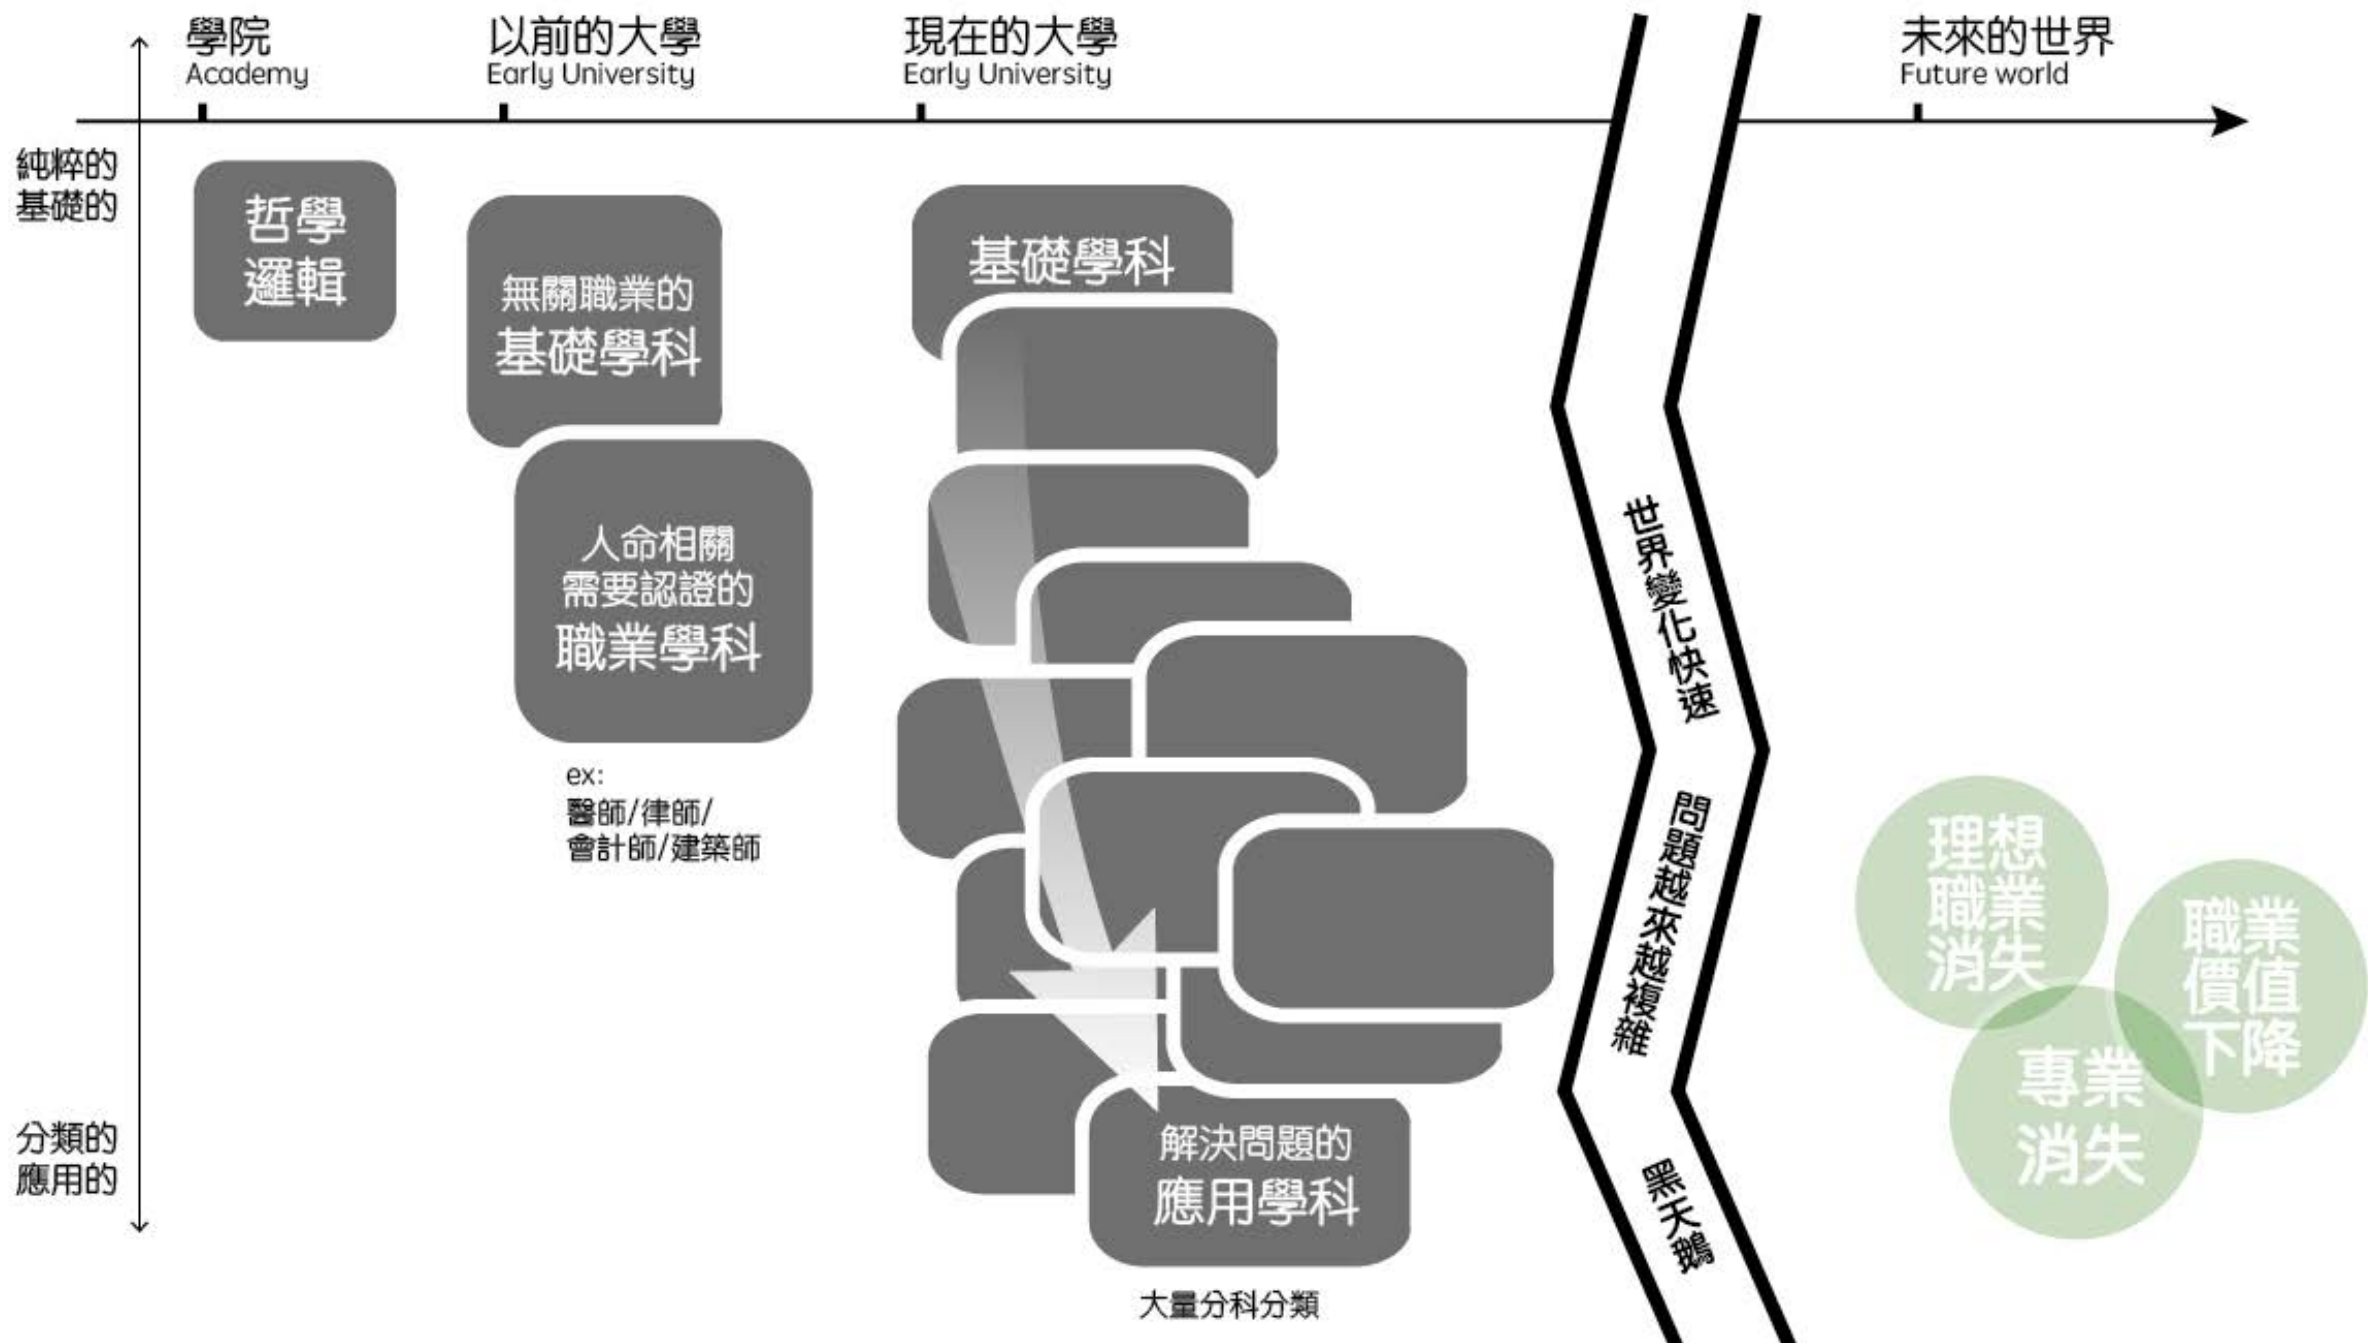 學院
Academy
以前的大學
Early University
現在的大學
Early University
未來的世界
Future world
純粹的
基礎的
分類的
應用的
哲學
邏輯
無關職業的
基礎學科
人命相關
需要認證的
職業學科
ex:
醫師/律師/
會計師/建築師
基礎學科
解決問題的
應用學科
大量分科分類
世界變化快速
問題越來越複雜
黑天鵝
理想
職業
消失
職業
價值
下降
專業
消失